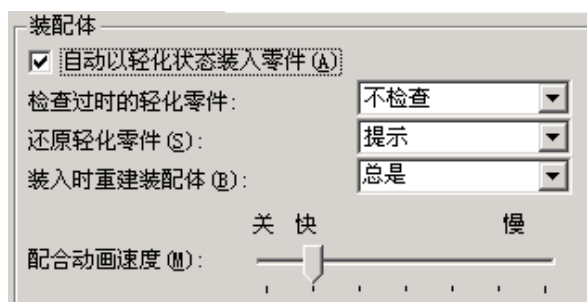 装配体
自动以轻化状态装入零件(A)
检查过时的轻化零件: 不检查
还原轻化零件(S): 提示
装入时重建装配体(B): 总是
关 快 慢
配合动画速度(M):